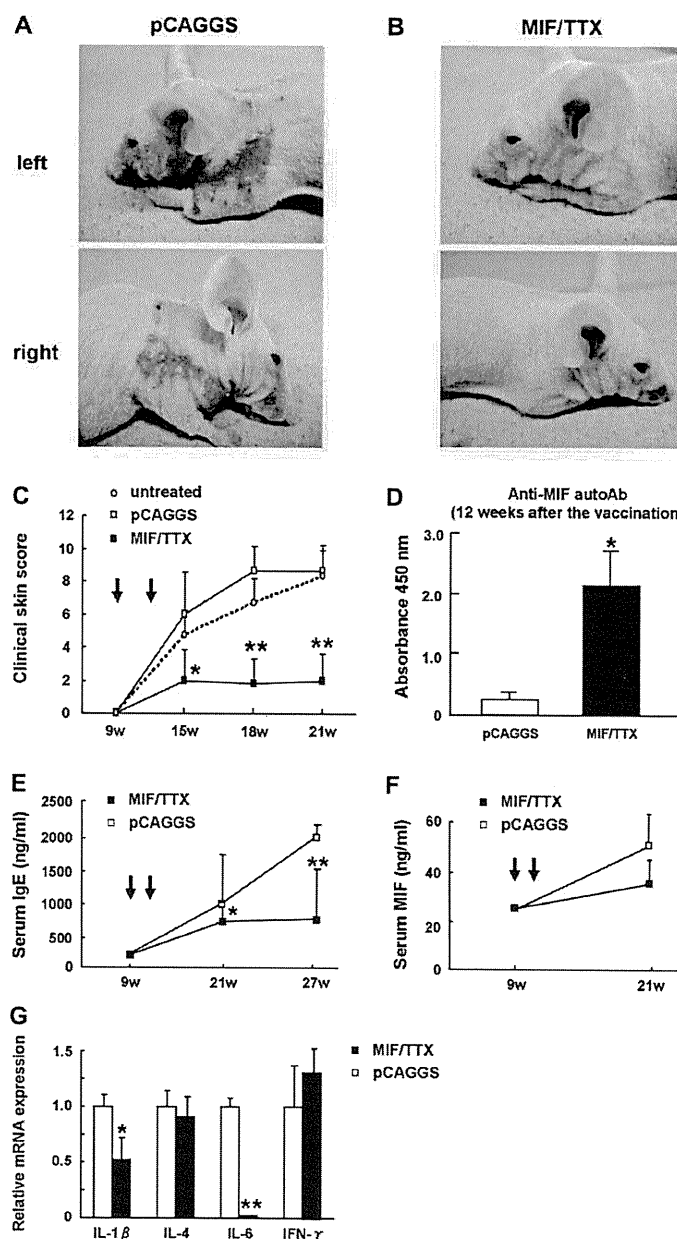 A
pCAGGS
B
MIF/TTX
left
right
C
untreated
pCAGGS
MIF/TTX
Clinical skin score
12
10
8
6
4
2
0
*
**
**
9w
15w
18w
21w
D
Anti-MIF autoAb
(12 weeks after the vaccination
Absorbance 450 nm
3.0
2.0
1.0
0
*
pCAGGS
MIF/TTX
E
MIF/TTX
pCAGGS
Serum IgE (ng/ml)
2500
2000
1500
1000
500
0
*
**
9w
21w
27w
F
MIF/TTX
pCAGGS
Serum MIF (ng/ml)
60
40
20
0
9w
21w
G
MIF/TTX
pCAGGS
Relative mRNA expression
1.5
1.0
0.5
0
*
**
IL-1β
IL-4
IL-6
IFN-γ